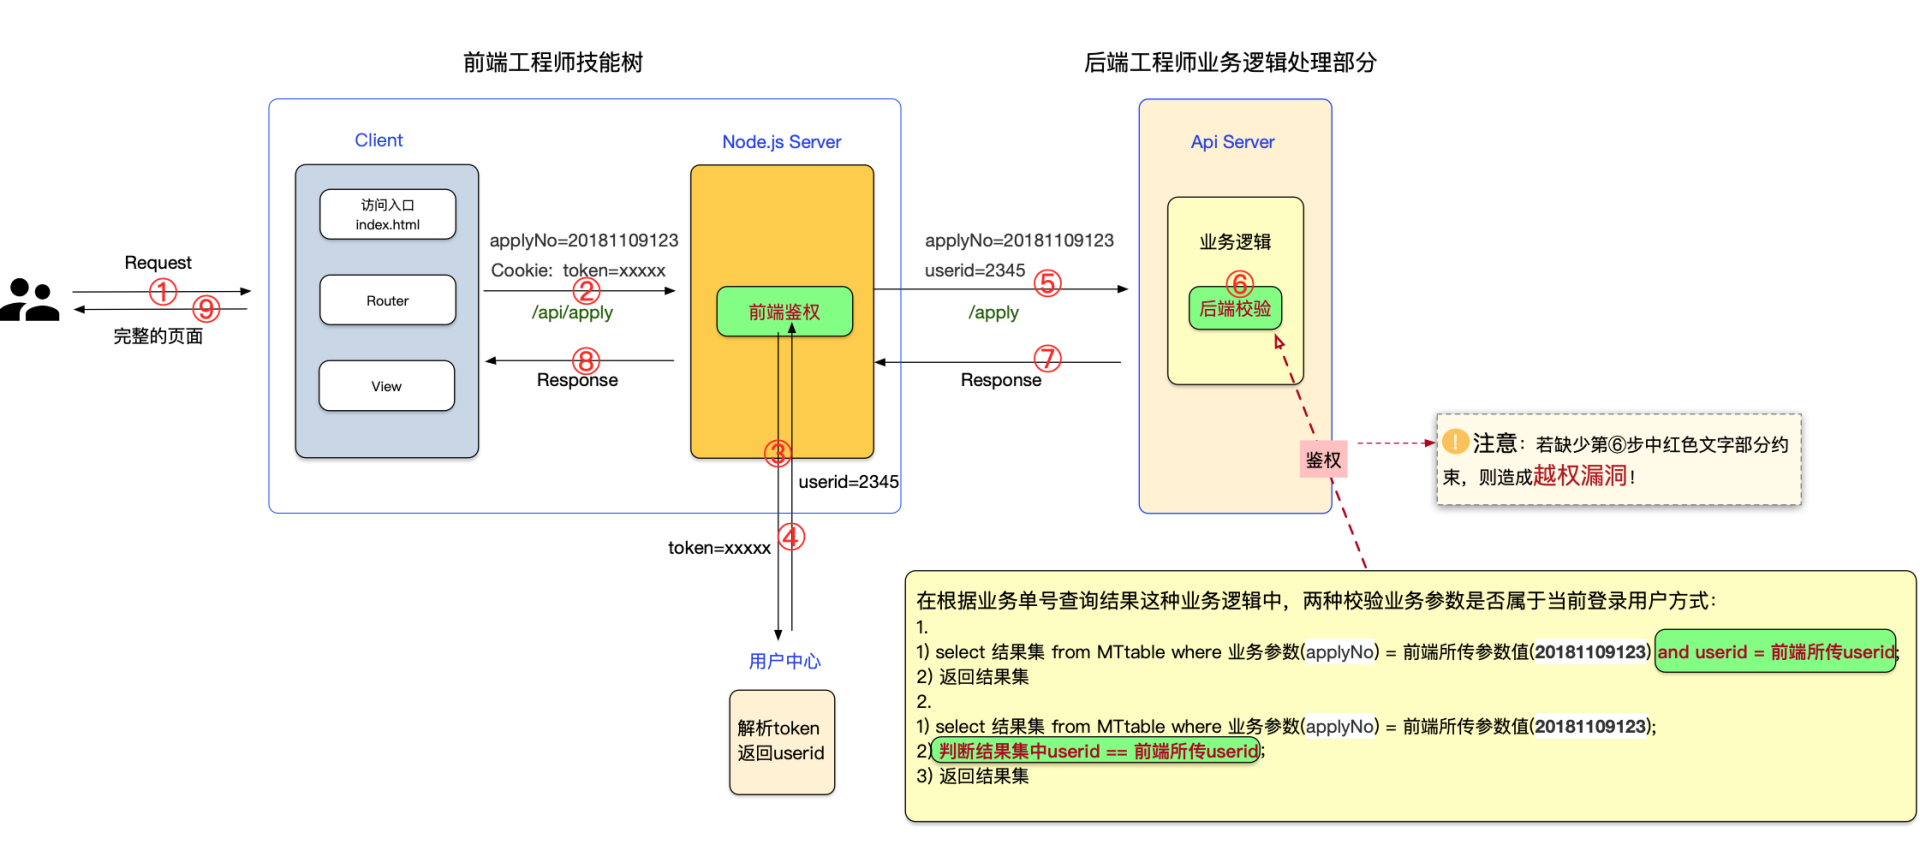 前端工程师技能树
后端工程师业务逻辑处理部分
Client
Node.js Server
Api Server
访问入口
index.html
Router
View
Request
①
⑨
完整的页面
applyNo=20181109123
Cookie: token=xxxxx
②
/api/apply
⑧
Response
前端鉴权
③
userid=2345
④
token=xxxxx
用户中心
解析token
返回userid
applyNo=20181109123
userid=2345
⑤
/apply
⑦
Response
业务逻辑
⑥
后端校验
鉴权
! 注意：若缺少第⑥步中红色文字部分约
束，则造成越权漏洞！
在根据业务单号查询结果这种业务逻辑中，两种校验业务参数是否属于当前登录用户方式：
1.
1) select 结果集 from MTtable where 业务参数(applyNo) = 前端所传参数值(20181109123) and userid = 前端所传userid;
2) 返回结果集
2.
1) select 结果集 from MTtable where 业务参数(applyNo) = 前端所传参数值(20181109123);
2) 判断结果集中userid == 前端所传userid;
3) 返回结果集